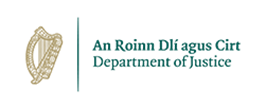 An Roinn Dlí agus Cirt
Department of Justice